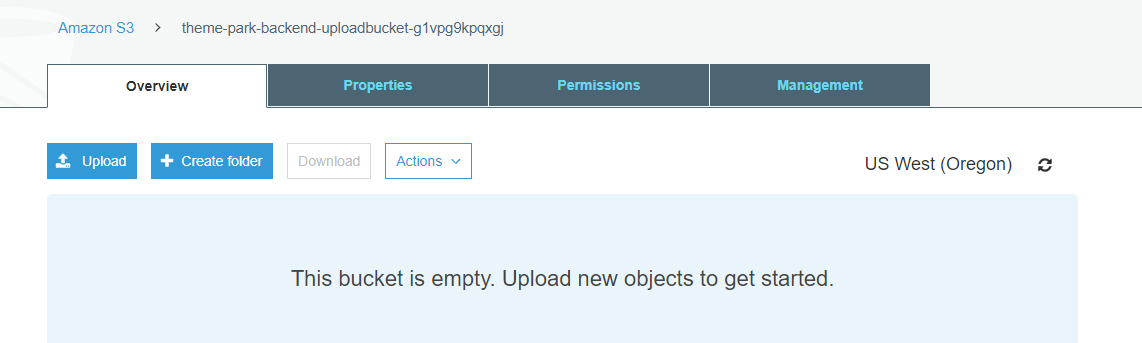 Amazon S3 > theme-park-backend-uploadbucket-g1vpg9kpqxgj
Overview Properties Permissions Management
Upload Create folder Download Actions US West (Oregon)
This bucket is empty. Upload new objects to get started.